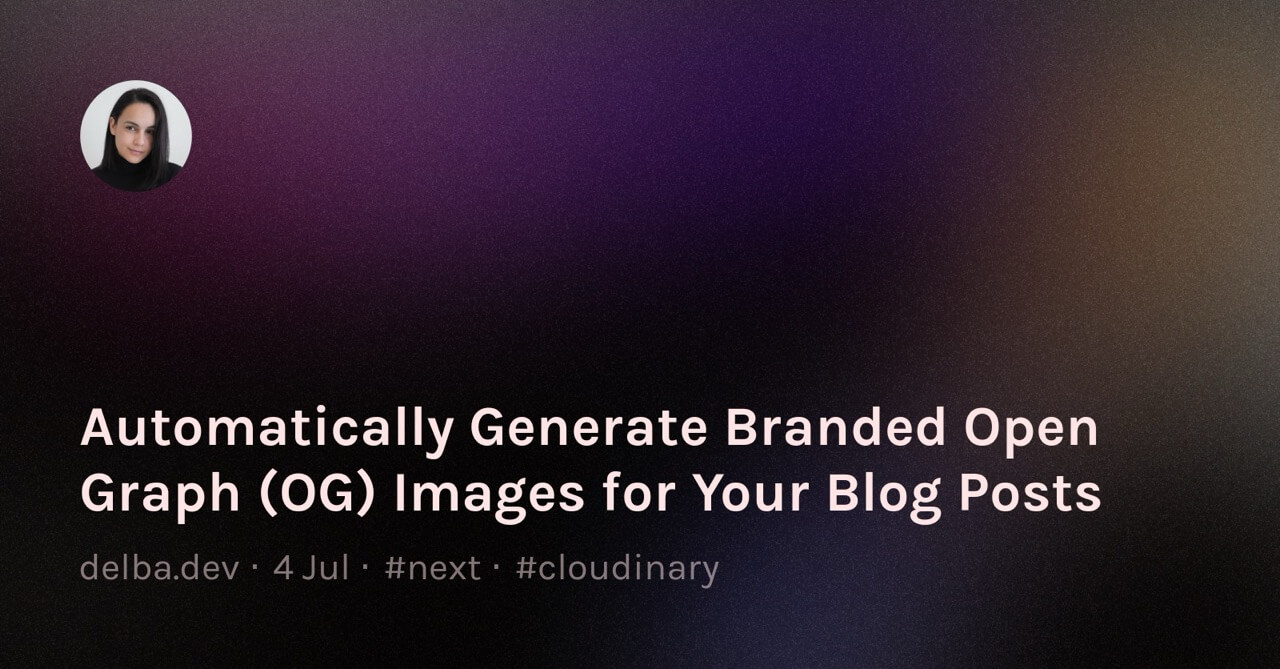 Automatically Generate Branded Open
Graph (OG) Images for Your Blog Posts
delba.dev · 4 Jul · #next · #cloudinary